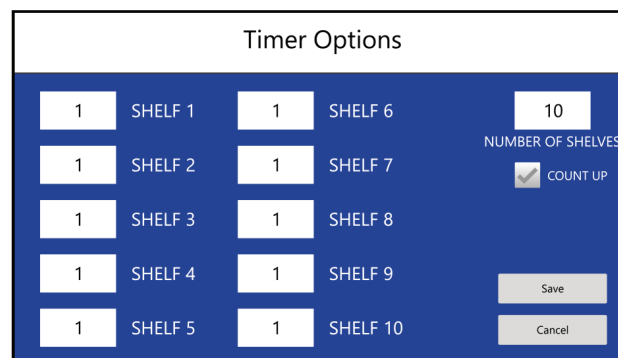 Timer Options
1 SHELF 1 1 SHELF 6 10
NUMBER OF SHELVES
1 SHELF 2 1 SHELF 7 COUNT UP
1 SHELF 3 1 SHELF 8
1 SHELF 4 1 SHELF 9 Save
1 SHELF 5 1 SHELF 10 Cancel